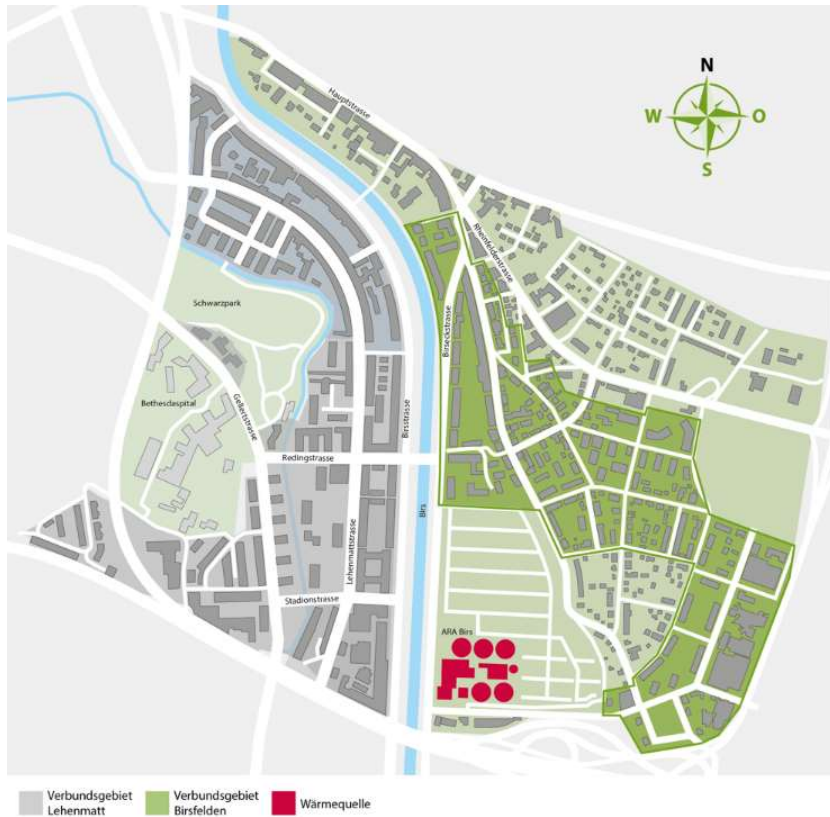 N
W
O
S
Hauptstrasse
Rheinfelderstrasse
Schwarzpark
Birseckstrasse
Bethesdaspital
Gellertstrasse
Birsstrasse
Redingstrasse
Birs
Lehenmattstrasse
Stadionstrasse
ARA Birs
Verbundsgebiet
Lehenmatt
Verbundsgebiet
Birsfelden
Wärmequelle